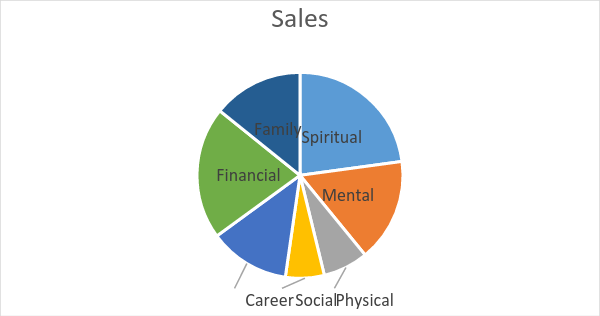 Sales
Family
Spiritual
Financial
Mental
Career Social Physical